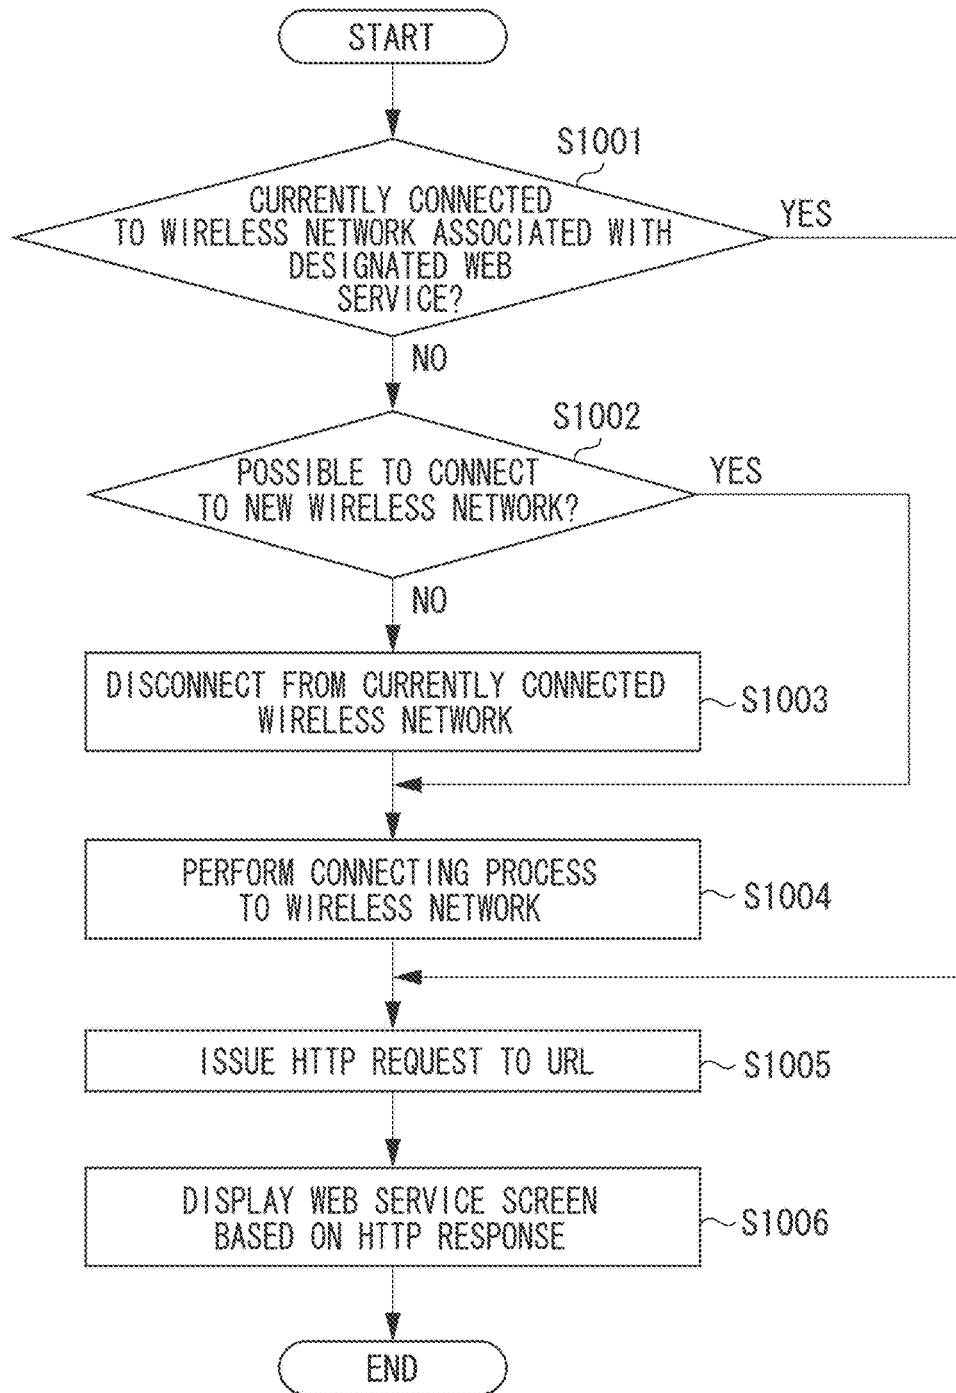 START
S1001
CURRENTLY CONNECTED
TO WIRELESS NETWORK ASSOCIATED WITH
DESIGNATED WEB
SERVICE?
YES
NO
S1002
POSSIBLE TO CONNECT
TO NEW WIRELESS NETWORK?
YES
NO
DISCONNECT FROM CURRENTLY CONNECTED
WIRELESS NETWORK
S1003
PERFORM CONNECTING PROCESS
TO WIRELESS NETWORK
S1004
ISSUE HTTP REQUEST TO URL
S1005
DISPLAY WEB SERVICE SCREEN
BASED ON HTTP RESPONSE
S1006
END